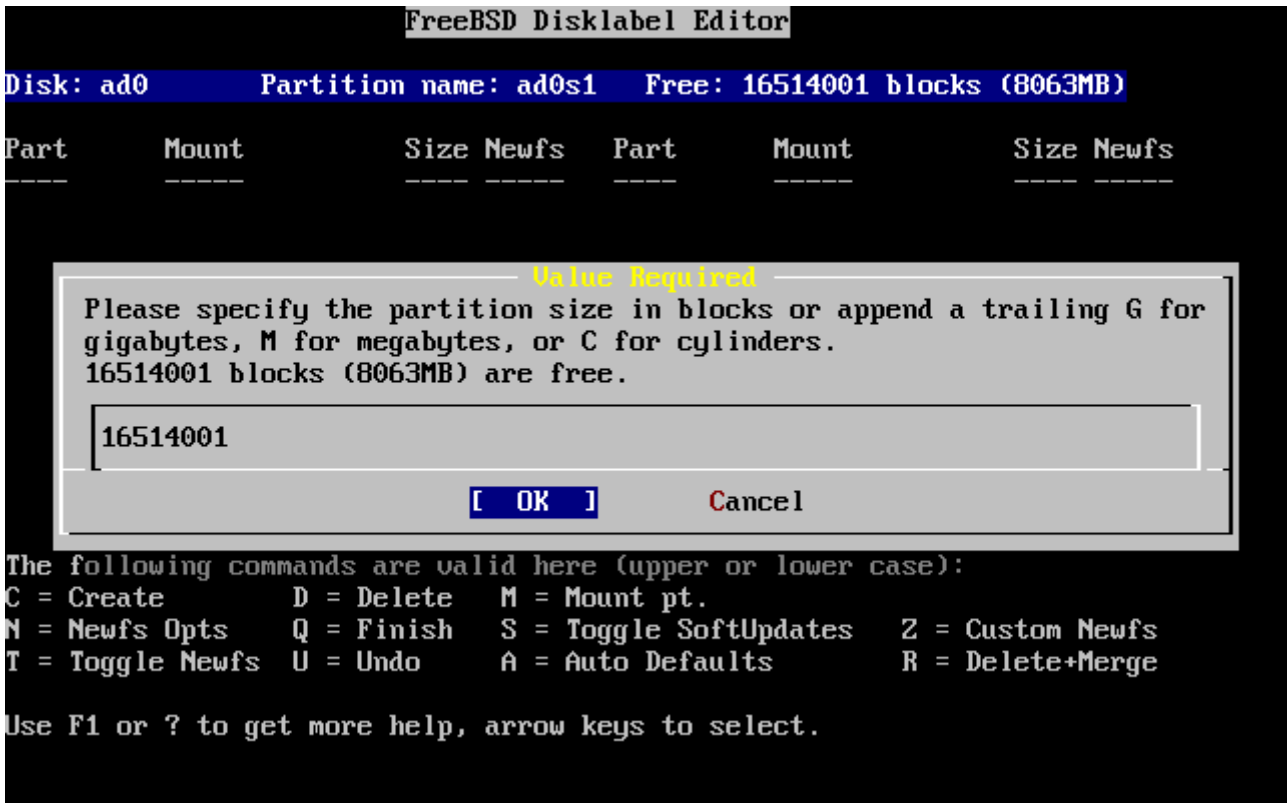 FreeBSD Disklabel Editor
Disk: ad0 Partition name: ad0s1 Free: 16514001 blocks (8063MB)
Part Mount Size Newfs Part Mount Size Newfs
---- ----- ---- ----- ---- ----- ---- -----
Value Required
Please specify the partition size in blocks or append a trailing G for
gigabytes, M for megabytes, or C for cylinders.
16514001 blocks (8063MB) are free.
16514001
[ OK ] Cancel
The following commands are valid here (upper or lower case):
C = Create D = Delete M = Mount pt.
N = Newfs Opts Q = Finish S = Toggle SoftUpdates Z = Custom Newfs
T = Toggle Newfs U = Undo A = Auto Defaults R = Delete+Merge
Use F1 or ? to get more help, arrow keys to select.